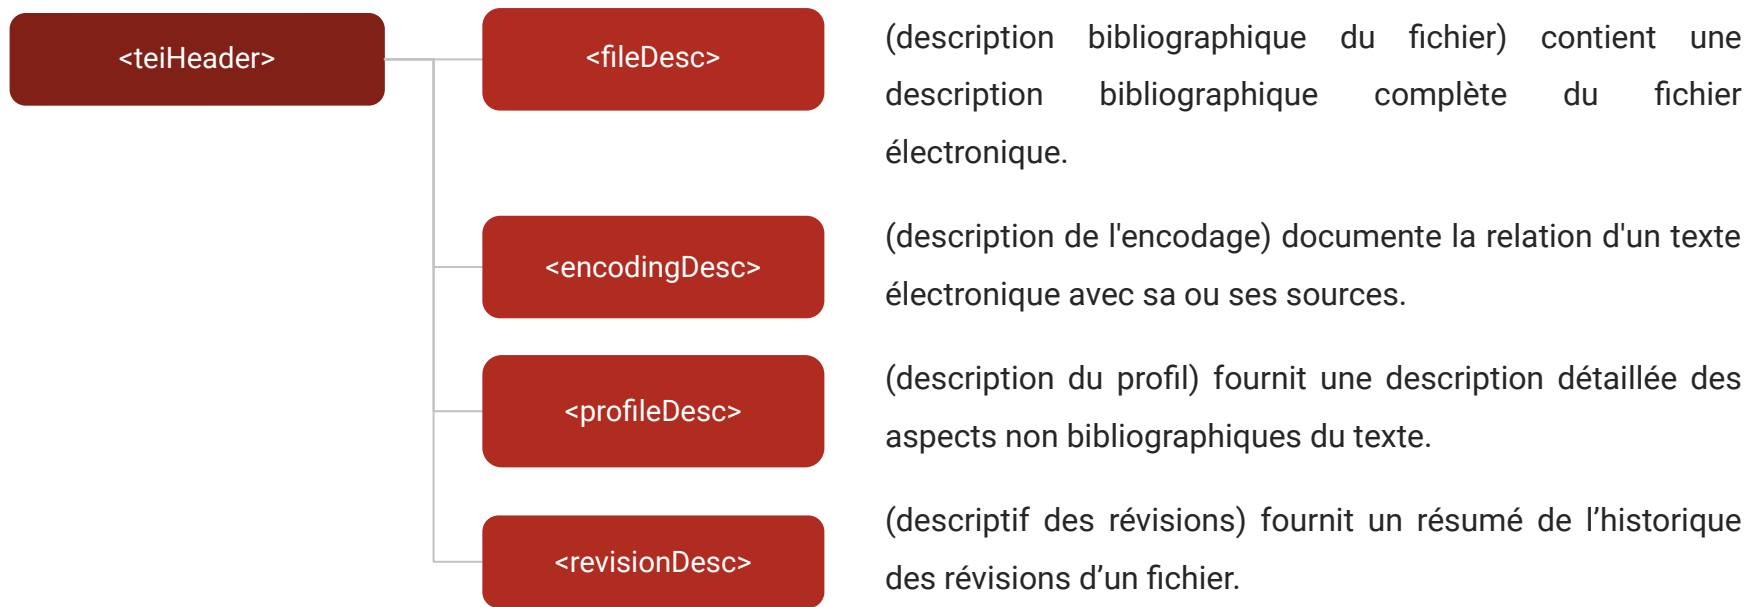 <teiHeader>
<fileDesc>
(description bibliographique du fichier) contient une
description bibliographique complète du fichier
électronique.
<encodingDesc>
(description de l'encodage) documente la relation d'un texte
électronique avec sa ou ses sources.
<profileDesc>
(description du profil) fournit une description détaillée des
aspects non bibliographiques du texte.
<revisionDesc>
(descriptif des révisions) fournit un résumé de l’historique
des révisions d’un fichier.